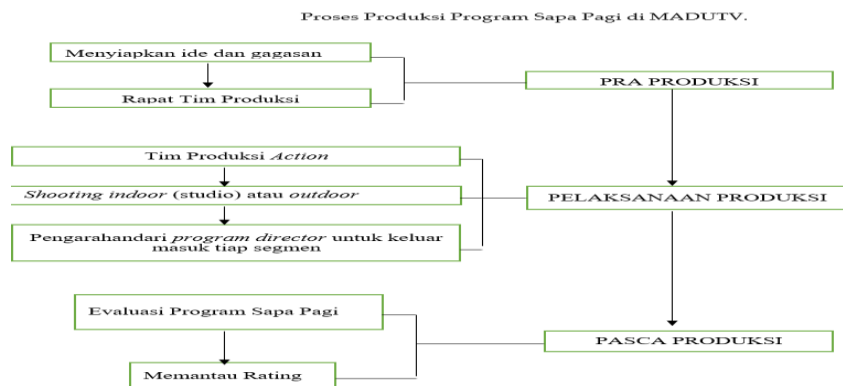 Proses Produksi Program Sapa Pagi di MADUTV.
Menyiapkan ide dan gagasan
Rapat Tim Produksi
PRA PRODUKSI
Tim Produksi Action
Shooting indoor (studio) atau outdoor
Pengarahandari program director untuk keluar
masuk tiap segmen
PELAKSANAAN PRODUKSI
Evaluasi Program Sapa Pagi
Memantau Rating
PASCA PRODUKSI